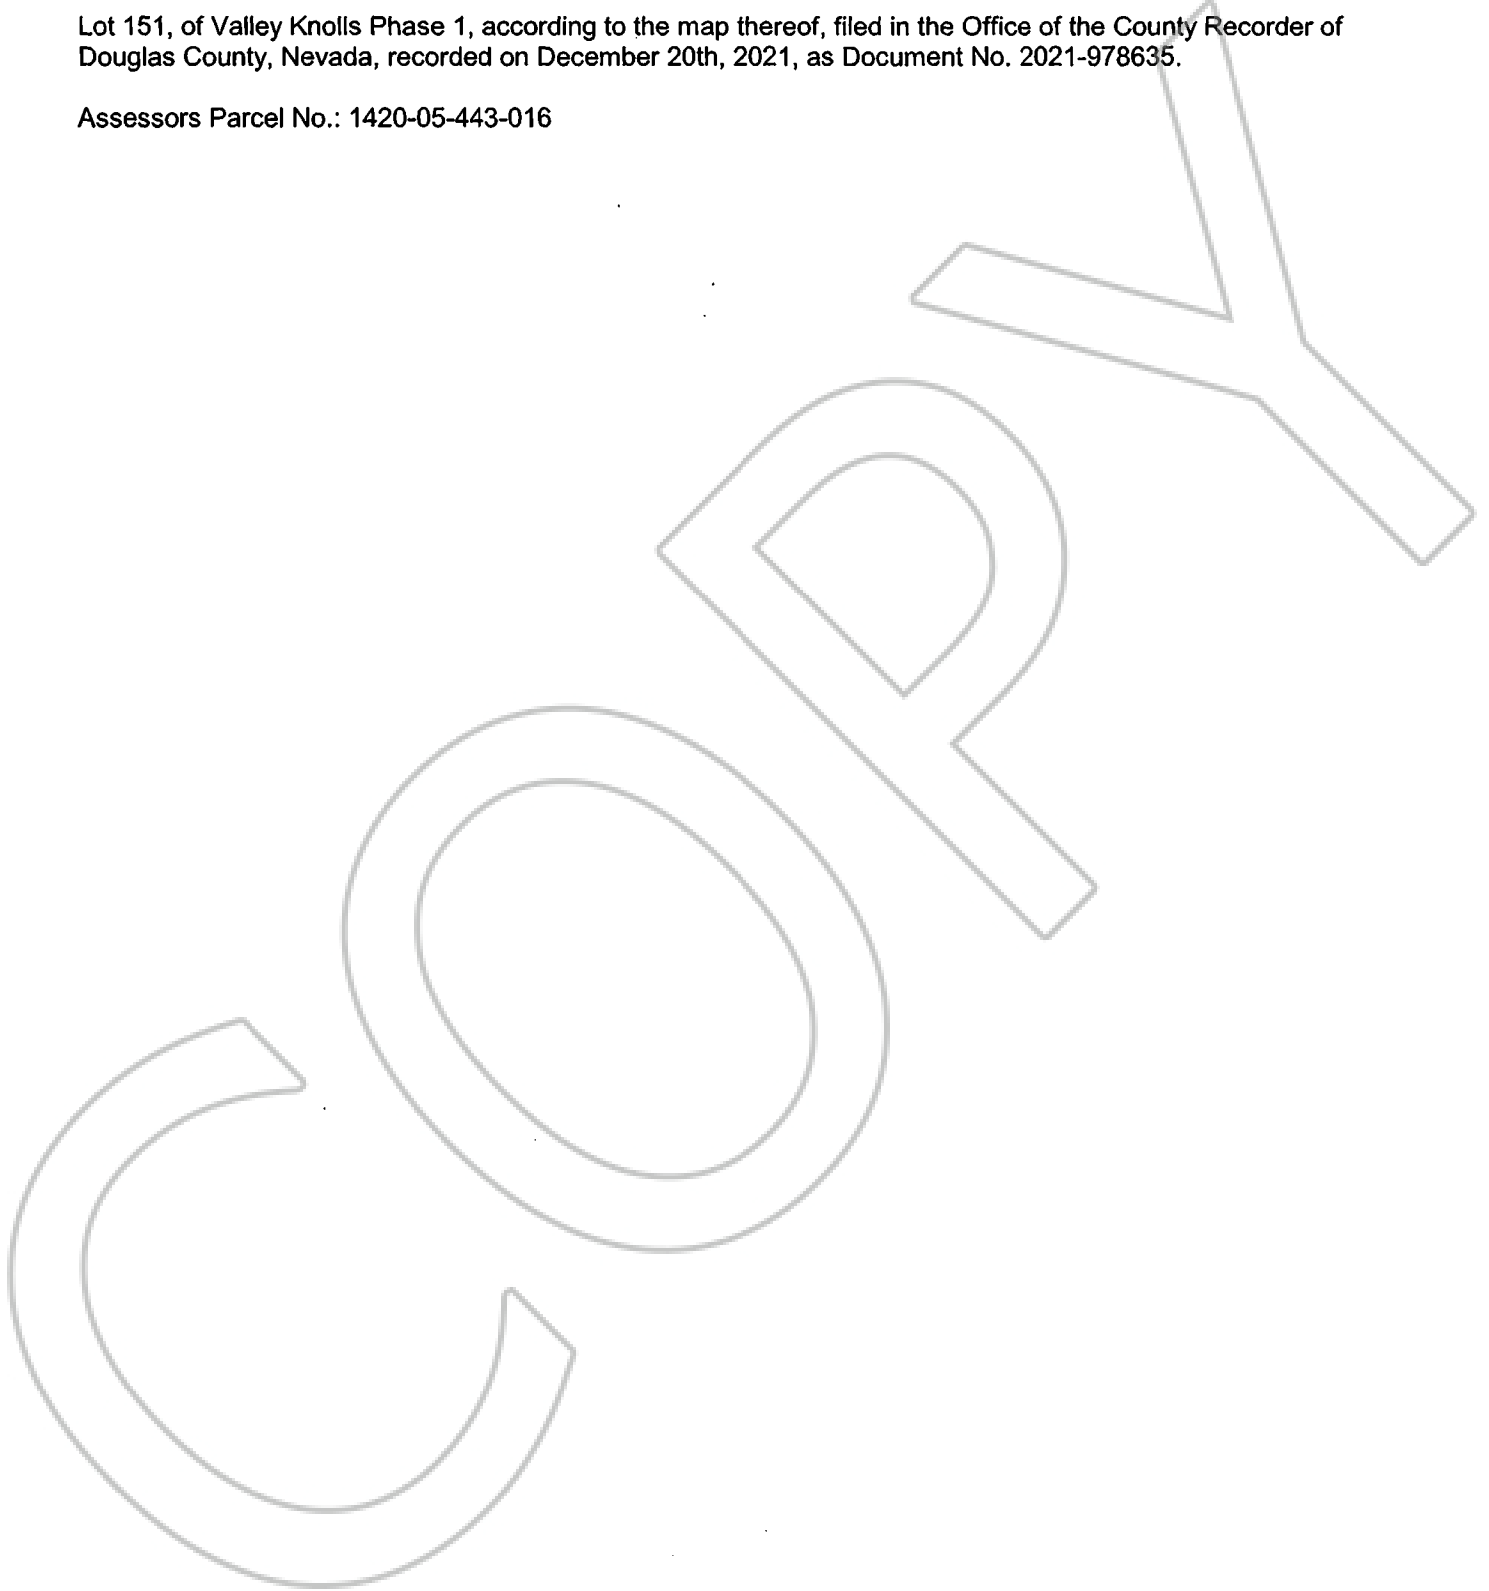 Lot 151, of Valley Knolls Phase 1, according to the map thereof, filed in the Office of the County Recorder of
Douglas County, Nevada, recorded on December 20th, 2021, as Document No. 2021-978635.
Assessors Parcel No.: 1420-05-443-016
COPY